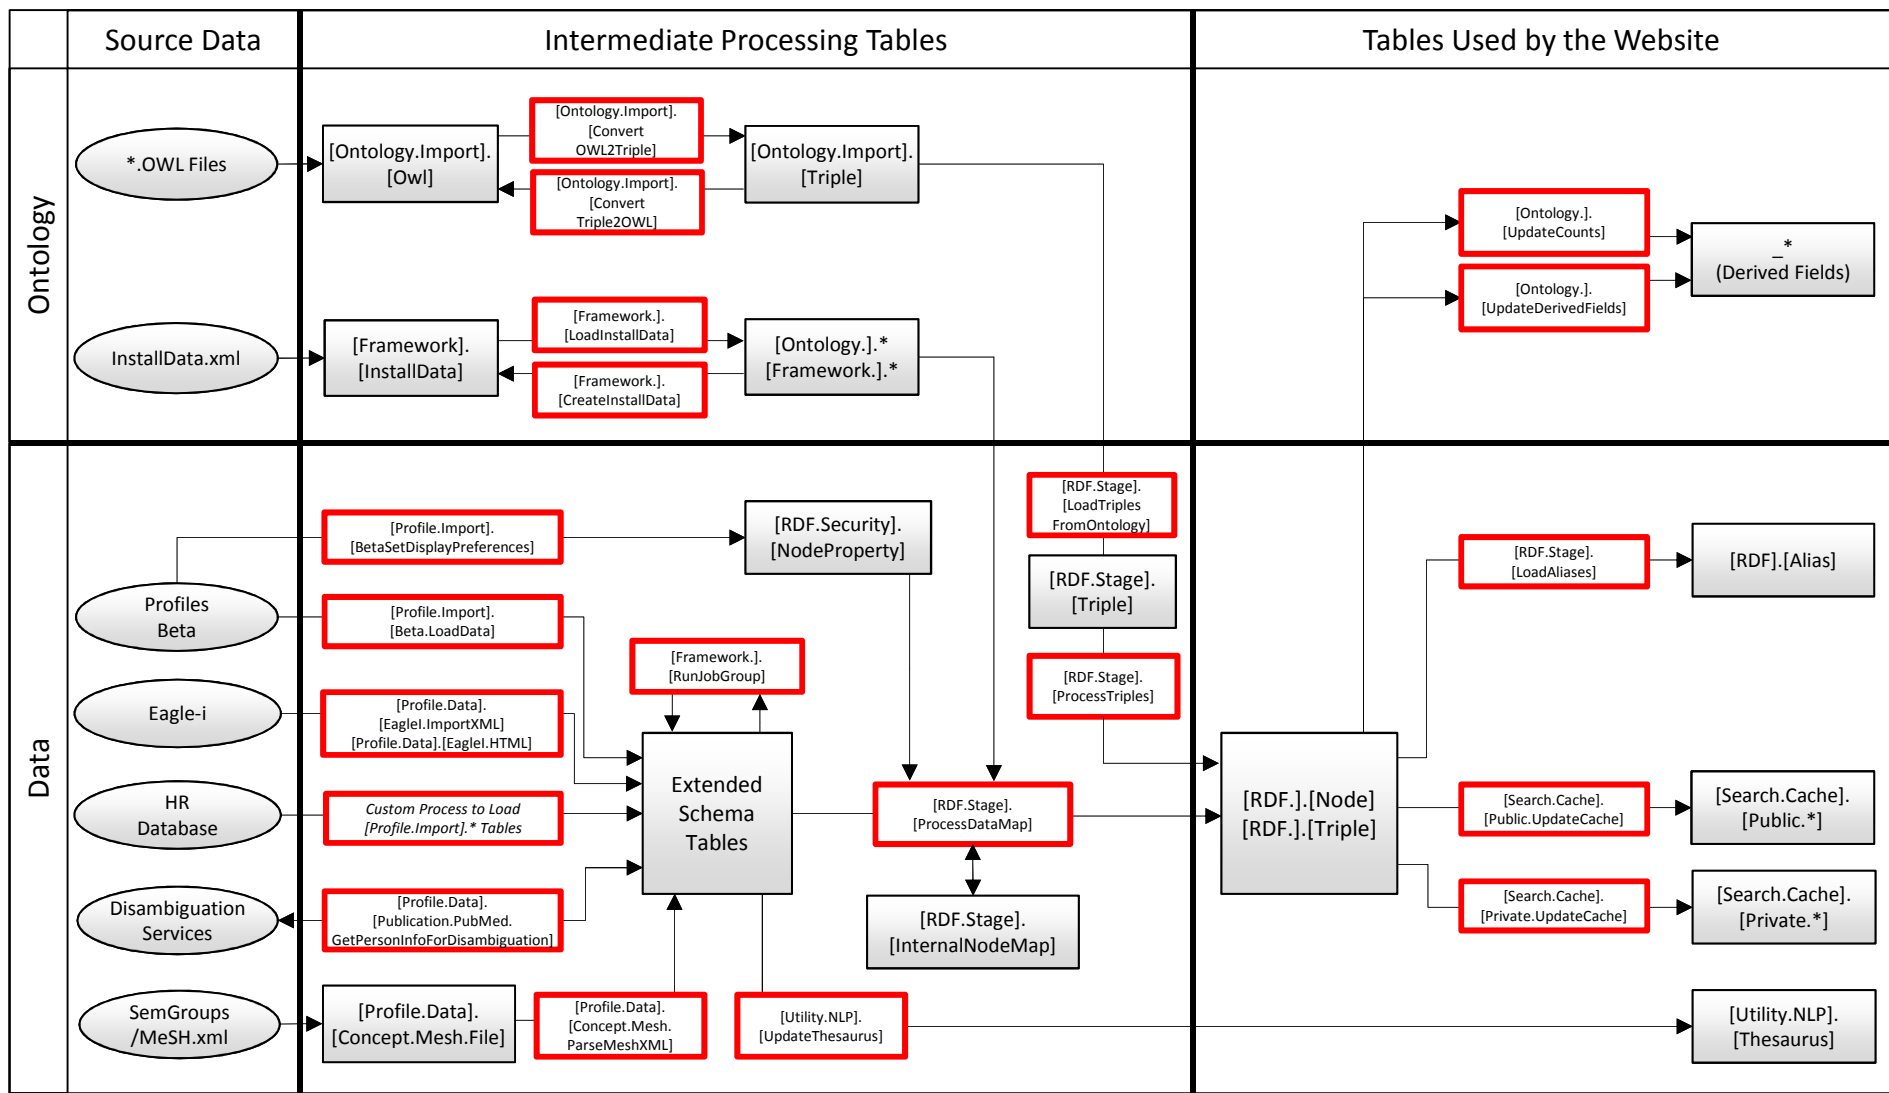 Source Data
Intermediate Processing Tables
Tables Used by the Website
Ontology
*.OWL Files
[Ontology.Import].
[Owl]
[Ontology.Import].
[Convert
OWL2Triple]
[Ontology.Import].
[Convert
Triple2OWL]
[Ontology.Import].
[Triple]
[Ontology.].
[UpdateCounts]
[Ontology.].
[UpdateDerivedFields]
_*
(Derived Fields)
InstallData.xml
[Framework].
[InstallData]
[Framework.].
[LoadInstallData]
[Framework.].
[CreateInstallData]
[Ontology.].*
[Framework.].*
Data
Profiles
Beta
[Profile.Import].
[BetaSetDisplayPreferences]
[RDF.Security].
[NodeProperty]
[RDF.Stage].
[LoadTriples
FromOntology]
[RDF.Stage].
[Triple]
[RDF.Stage].
[ProcessTriples]
[RDF.Stage].
[LoadAliases]
[RDF].[Alias]
[Profile.Import].
[Beta.LoadData]
[Framework.].
[RunJobGroup]
Eagle-i
[Profile.Data].
[EagleI.ImportXML]
[Profile.Data].[EagleI.HTML]
HR
Database
Custom Process to Load
[Profile.Import].* Tables
Extended
Schema
Tables
[RDF.Stage].
[ProcessDataMap]
[RDF.].[Node]
[RDF.].[Triple]
[Search.Cache].
[Public.UpdateCache]
[Search.Cache].
[Public.*]
Disambiguation
Services
[Profile.Data].
[Publication.PubMed.
GetPersonInfoForDisambiguation]
[RDF.Stage].
[InternalNodeMap]
[Search.Cache].
[Private.UpdateCache]
[Search.Cache].
[Private.*]
SemGroups
/MeSH.xml
[Profile.Data].
[Concept.Mesh.File]
[Profile.Data].
[Concept.Mesh.
ParseMeshXML]
[Utility.NLP].
[UpdateThesaurus]
[Utility.NLP].
[Thesaurus]